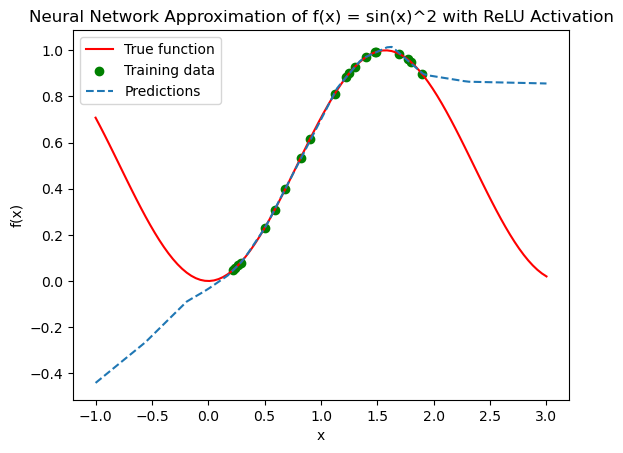 Neural Network Approximation of f(x) = sin(x)^2 with ReLU Activation
True function
Training data
Predictions
f(x)
1.0
0.8
0.6
0.4
0.2
0.0
−0.2
−0.4
−1.0 −0.5 0.0 0.5 1.0 1.5 2.0 2.5 3.0
x